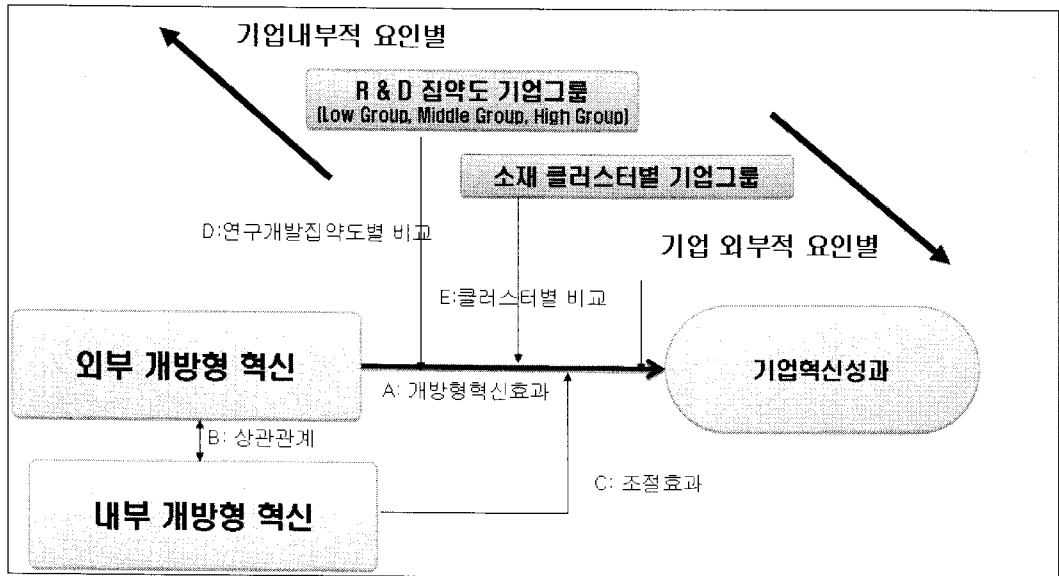 기업내부적 요인별
R & D 집약도 기업그룹
(Low Group, Middle Group, High Group)
소재 클러스터별 기업그룹
D:연구개발집약도별 비교
기업 외부적 요인별
E:클러스터별 비교
외부 개방형 혁신
기업혁신성과
A: 개방형혁신효과
B: 상관관계
C: 조절효과
내부 개방형 혁신